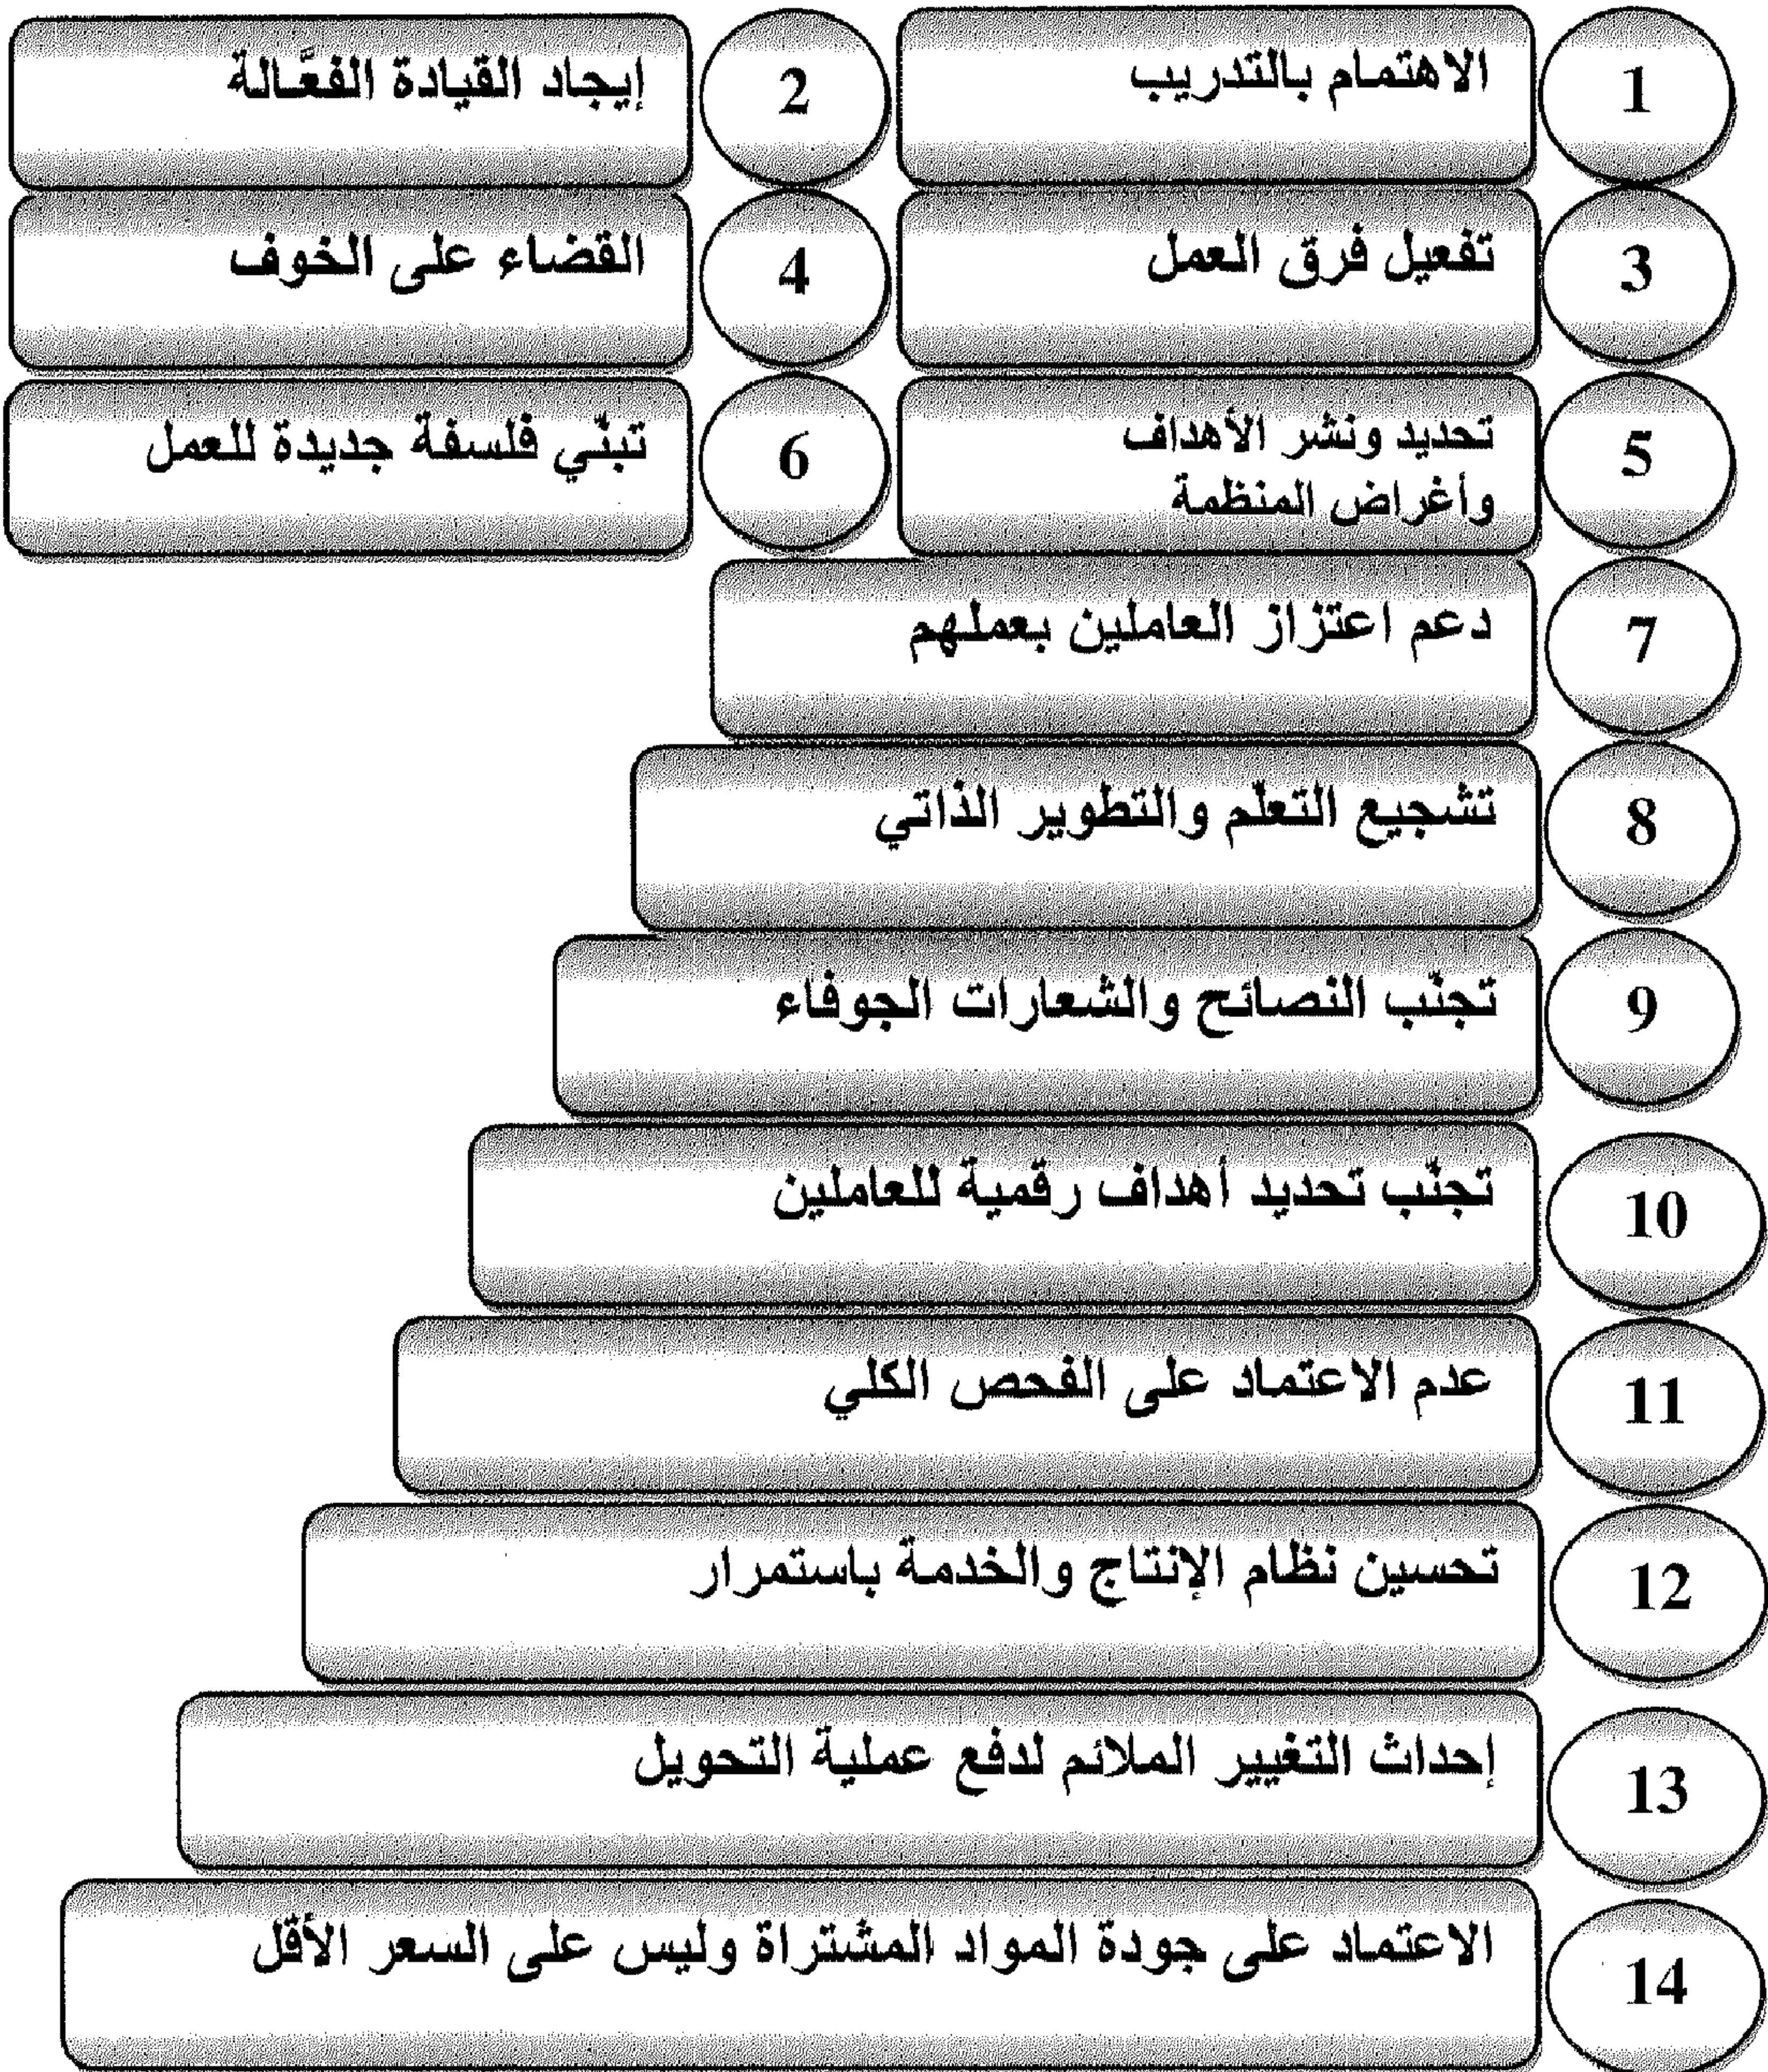 1 الاهتمام بالتدريب
2 إيجاد القيادة الفعَّالة
3 تفعيل فرق العمل
4 القضاء على الخوف
5 تحديد ونشر الأهداف
وأغراض المنظمة
6 تبنّي فلسفة جديدة للعمل
7 دعم اعتزاز العاملين بعملهم
8 تشجيع التعلّم والتطوير الذاتي
9 تجنّب النصائح والشعارات الجوفاء
10 تجنّب تحديد أهداف رقمية للعاملين
11 عدم الاعتماد على الفحص الكلي
12 تحسين نظام الإنتاج والخدمة باستمرار
13 إحداث التغيير الملائم لدفع عملية التحويل
14 الاعتماد على جودة المواد المشتراة وليس على السعر الأقل